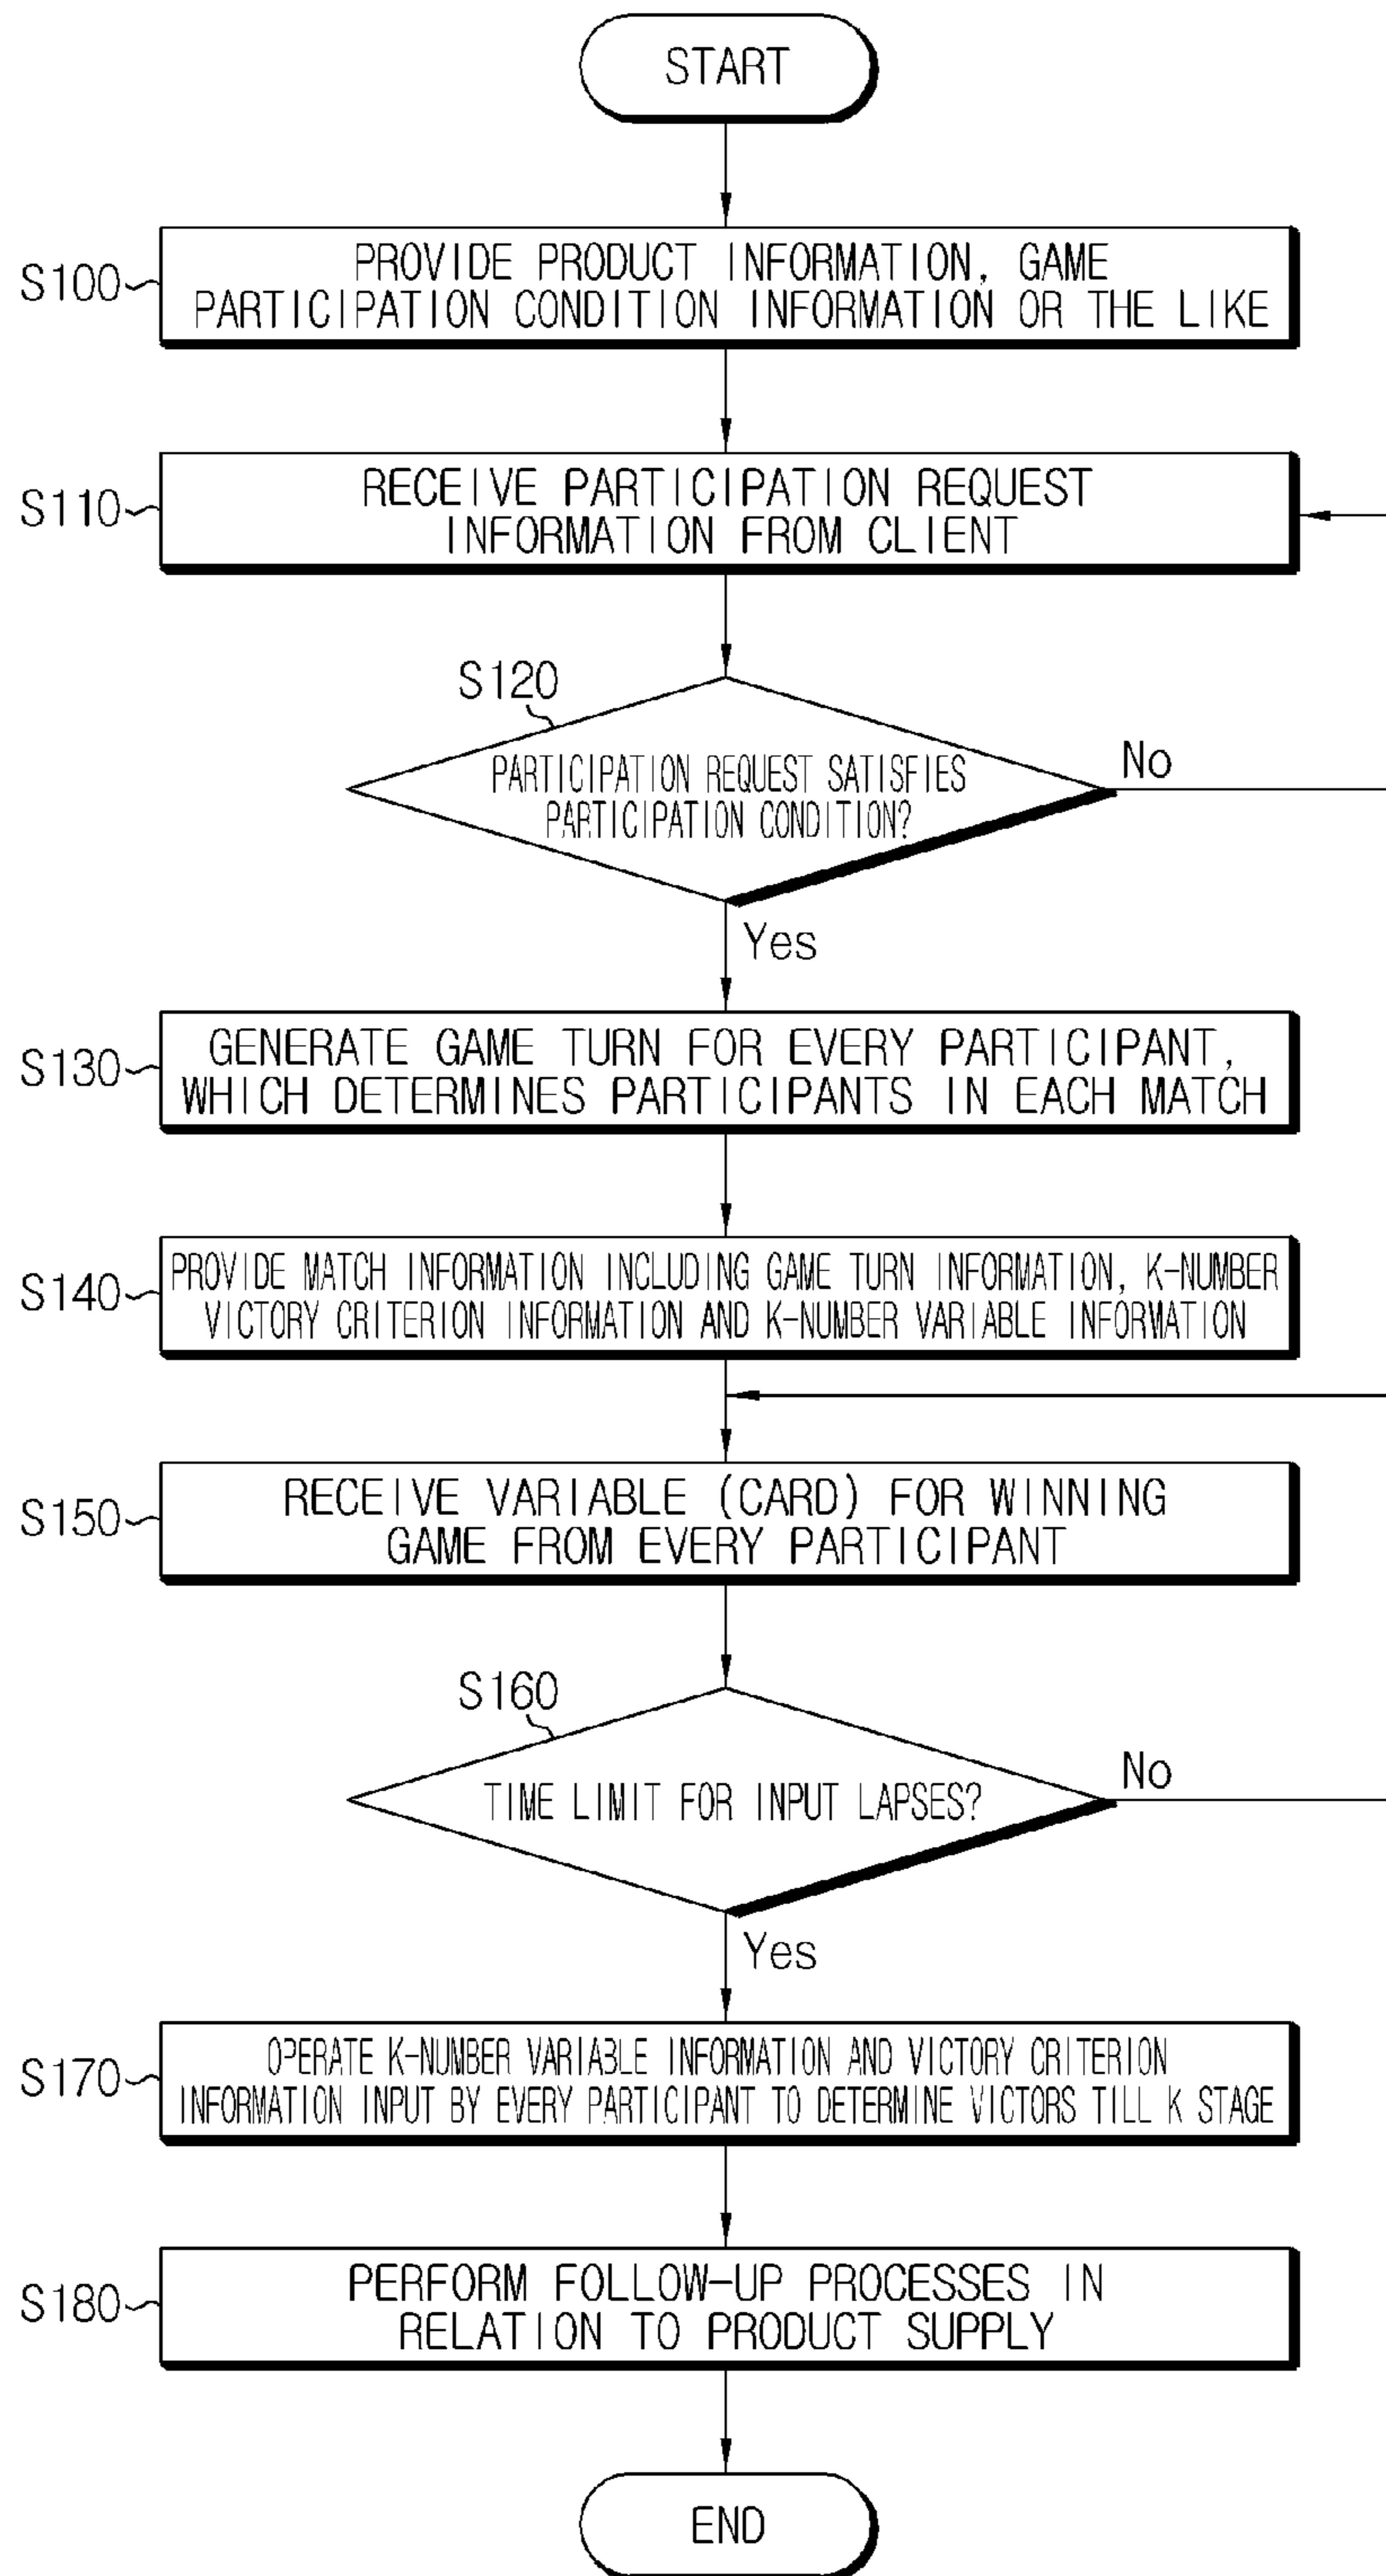 START
S100
PROVIDE PRODUCT INFORMATION, GAME
PARTICIPATION CONDITION INFORMATION OR THE LIKE
S110
RECEIVE PARTICIPATION REQUEST
INFORMATION FROM CLIENT
S120
PARTICIPATION REQUEST SATISFIES
PARTICIPATION CONDITION?
No
Yes
S130
GENERATE GAME TURN FOR EVERY PARTICIPANT,
WHICH DETERMINES PARTICIPANTS IN EACH MATCH
S140
PROVIDE MATCH INFORMATION INCLUDING GAME TURN INFORMATION, K-NUMBER
VICTORY CRITERION INFORMATION AND K-NUMBER VARIABLE INFORMATION
S150
RECEIVE VARIABLE (CARD) FOR WINNING
GAME FROM EVERY PARTICIPANT
S160
TIME LIMIT FOR INPUT LAPSES?
No
Yes
S170
OPERATE K-NUMBER VARIABLE INFORMATION AND VICTORY CRITERION
INFORMATION INPUT BY EVERY PARTICIPANT TO DETERMINE VICTORS TILL K STAGE
S180
PERFORM FOLLOW-UP PROCESSES IN
RELATION TO PRODUCT SUPPLY
END